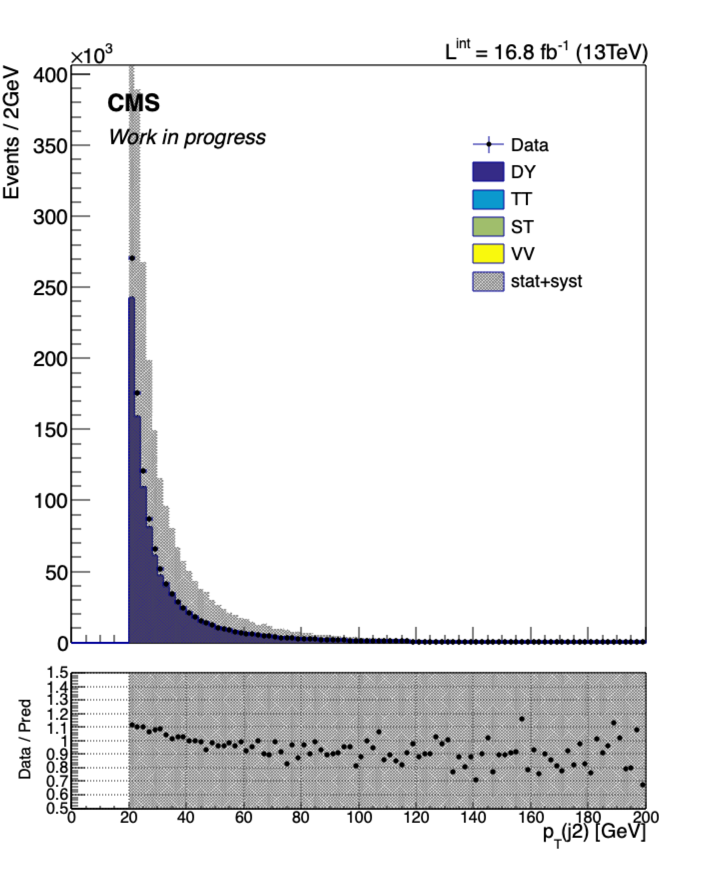 ×10³
L^int = 16.8 fb⁻¹ (13TeV)
Events / 2GeV
400
350
300
250
200
150
100
50
0
CMS
Work in progress
Data
DY
TT
ST
VV
stat+syst
Data / Pred
1.5
1.4
1.3
1.2
1.1
1
0.9
0.8
0.7
0.6
0.5
0 20 40 60 80 100 120 140 160 180 200
p_T(j2) [GeV]